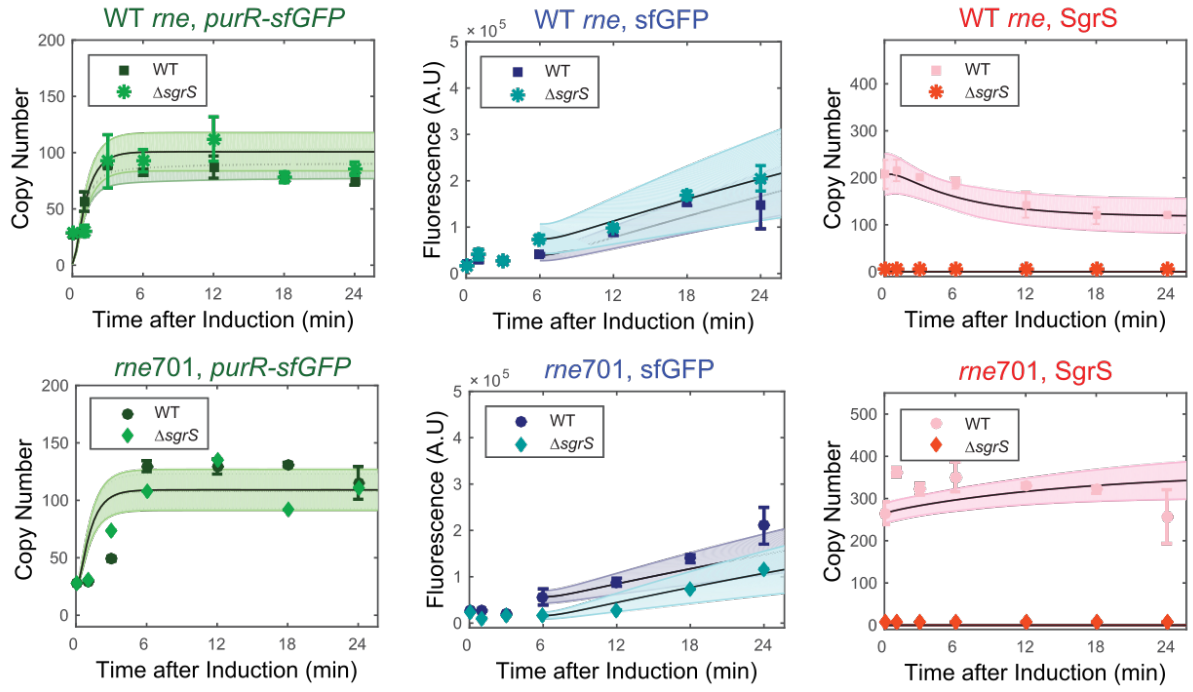 WT rne, purR-sfGFP
200
150
100
50
0
Copy Number
WT
ΔsgrS
0 6 12 18 24
Time after Induction (min)
WT rne, sfGFP
× 10⁵
5
4
3
2
1
0
Fluorescence (A.U)
WT
ΔsgrS
0 6 12 18 24
Time after Induction (min)
WT rne, SgrS
400
300
200
100
0
Copy Number
WT
ΔsgrS
0 6 12 18 24
Time after Induction (min)
rne701, purR-sfGFP
200
150
100
50
0
Copy Number
WT
ΔsgrS
0 6 12 18 24
Time after Induction (min)
rne701, sfGFP
× 10⁵
5
4
3
2
1
0
Fluorescence (A.U)
WT
ΔsgrS
0 6 12 18 24
Time after Induction (min)
rne701, SgrS
500
400
300
200
100
0
Copy Number
WT
ΔsgrS
0 6 12 18 24
Time after Induction (min)